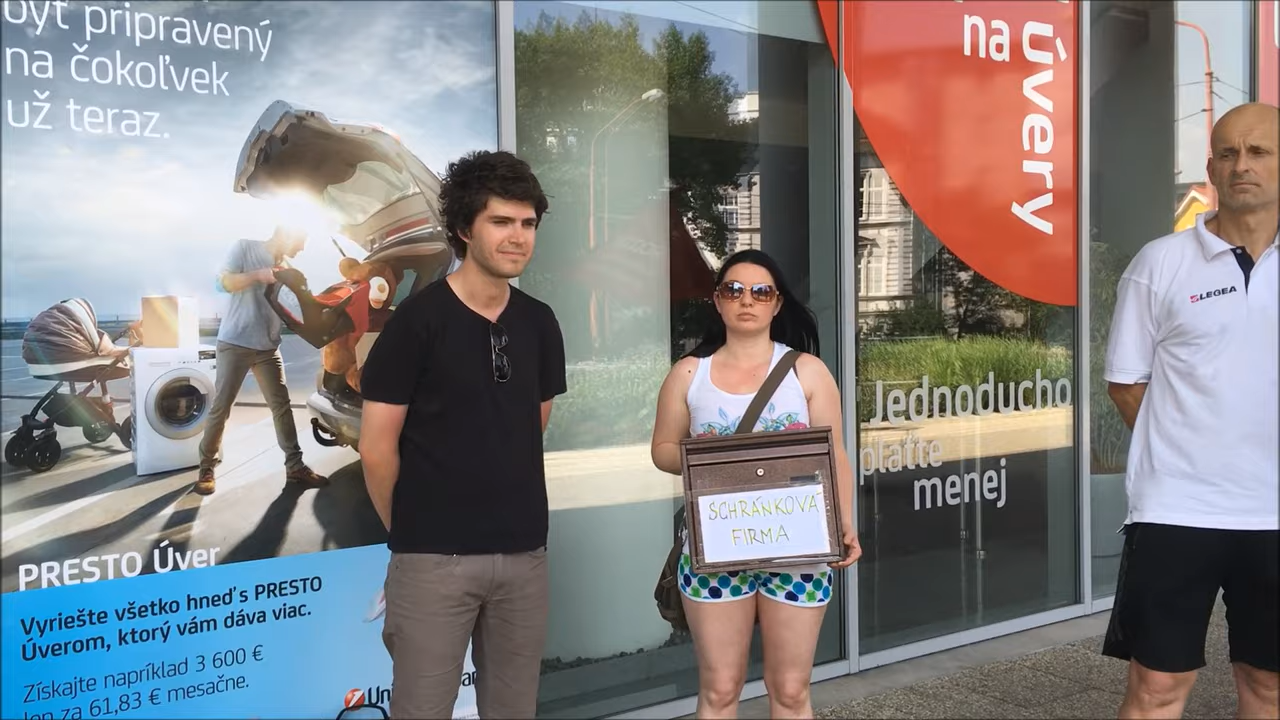 byť pripravený
na čokoľvek
už teraz.
PRESTO Úver
Vyriešte všetko hneď s PRESTO
Úverom, ktorý vám dáva viac.
Získajte napríklad 3 600 €
len za 61,83 € mesačne.
na
Úvery
Jednoducho
plaťte
menej
SCHRÁNKOVÁ
FIRMA
LEGEA